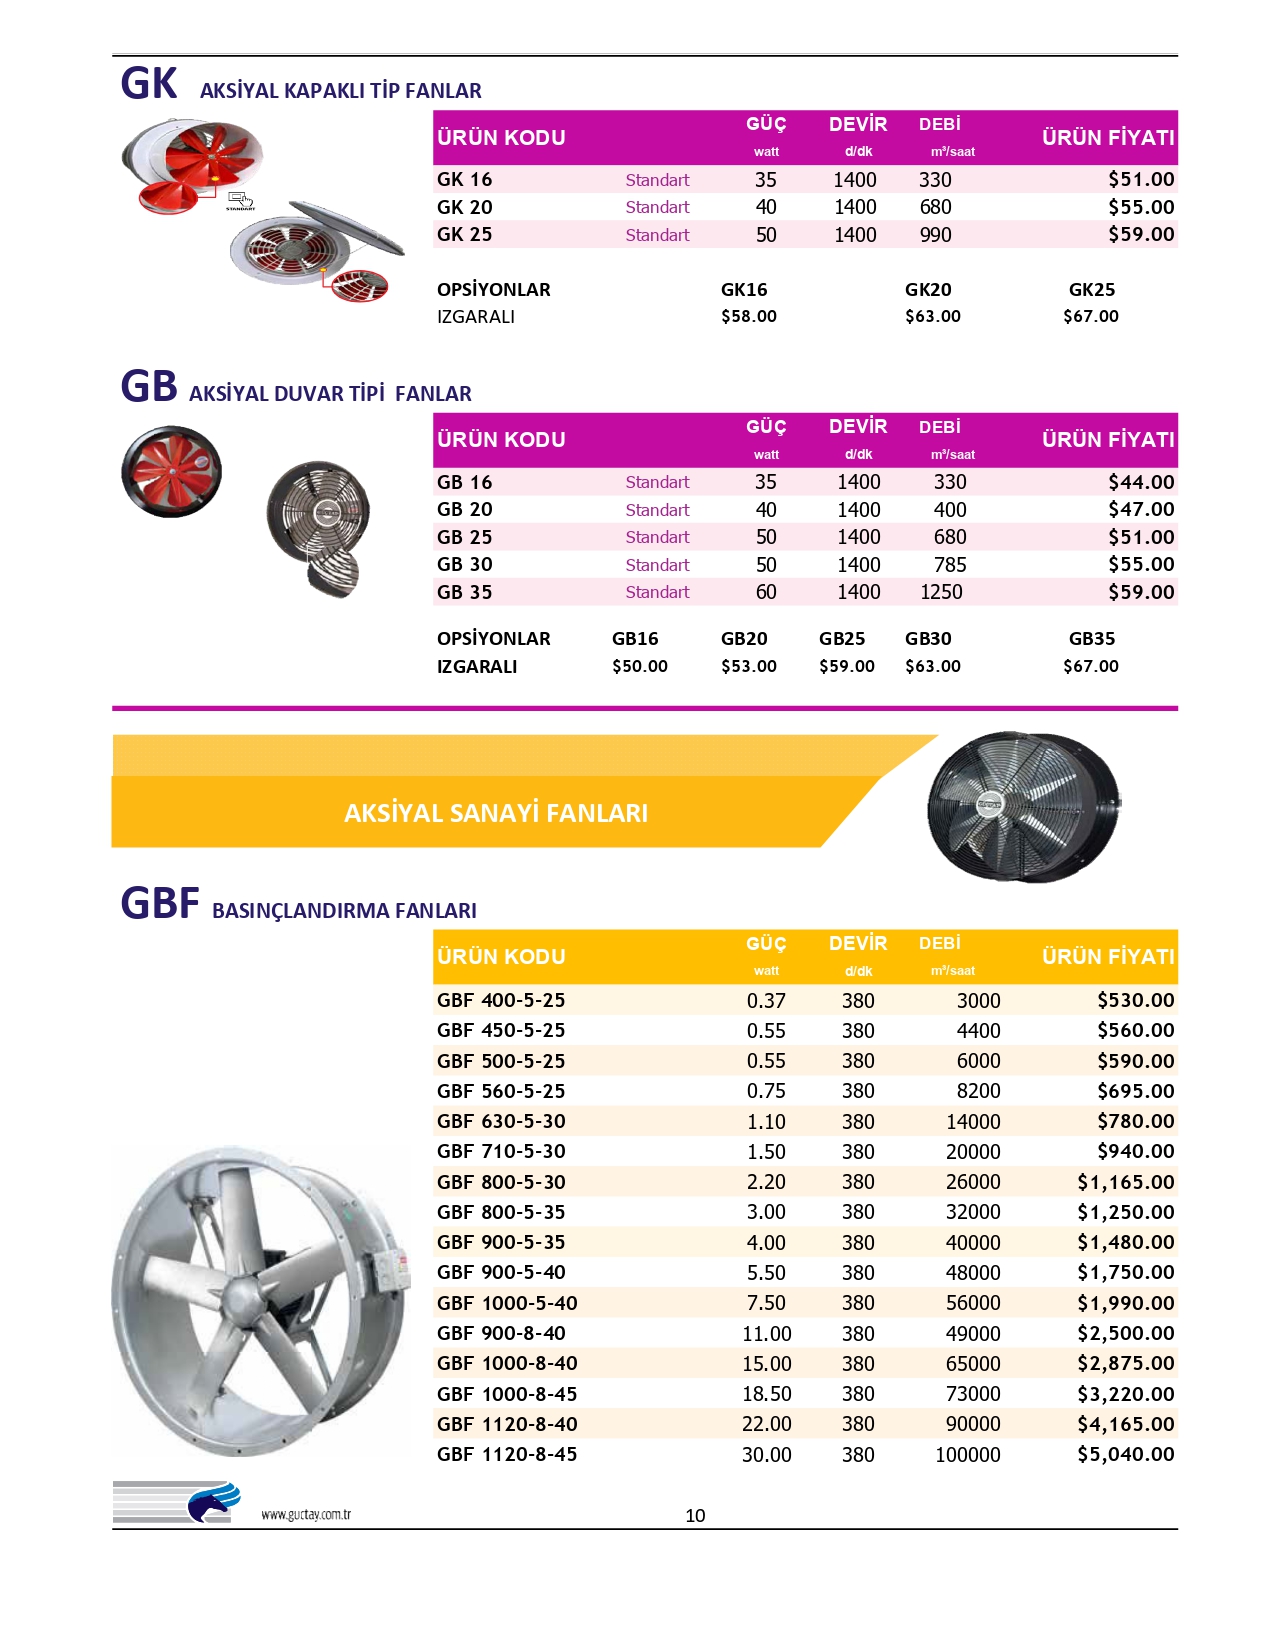 GK AKSİYAL KAPAKLI TİP FANLAR
ÜRÜN KODU GÜÇ DEVİR DEBİ ÜRÜN FİYATI
watt d/dk m³/saat
GK 16 Standart 35 1400 330 $51.00
GK 20 Standart 40 1400 680 $55.00
GK 25 Standart 50 1400 990 $59.00
STANDART
OPSİYONLAR GK16 GK20 GK25
IZGARALI $58.00 $63.00 $67.00
GB AKSİYAL DUVAR TİPİ FANLAR
ÜRÜN KODU GÜÇ DEVİR DEBİ ÜRÜN FİYATI
watt d/dk m³/saat
GB 16 Standart 35 1400 330 $44.00
GB 20 Standart 40 1400 400 $47.00
GB 25 Standart 50 1400 680 $51.00
GB 30 Standart 50 1400 785 $55.00
GB 35 Standart 60 1400 1250 $59.00
OPSİYONLAR GB16 GB20 GB25 GB30 GB35
IZGARALI $50.00 $53.00 $59.00 $63.00 $67.00
AKSİYAL SANAYİ FANLARI
GBF BASINÇLANDIRMA FANLARI
ÜRÜN KODU GÜÇ DEVİR DEBİ ÜRÜN FİYATI
watt d/dk m³/saat
GBF 400-5-25 0.37 380 3000 $530.00
GBF 450-5-25 0.55 380 4400 $560.00
GBF 500-5-25 0.55 380 6000 $590.00
GBF 560-5-25 0.75 380 8200 $695.00
GBF 630-5-30 1.10 380 14000 $780.00
GBF 710-5-30 1.50 380 20000 $940.00
GBF 800-5-30 2.20 380 26000 $1,165.00
GBF 800-5-35 3.00 380 32000 $1,250.00
GBF 900-5-35 4.00 380 40000 $1,480.00
GBF 900-5-40 5.50 380 48000 $1,750.00
GBF 1000-5-40 7.50 380 56000 $1,990.00
GBF 900-8-40 11.00 380 49000 $2,500.00
GBF 1000-8-40 15.00 380 65000 $2,875.00
GBF 1000-8-45 18.50 380 73000 $3,220.00
GBF 1120-8-40 22.00 380 90000 $4,165.00
GBF 1120-8-45 30.00 380 100000 $5,040.00
www.guctay.com.tr 10